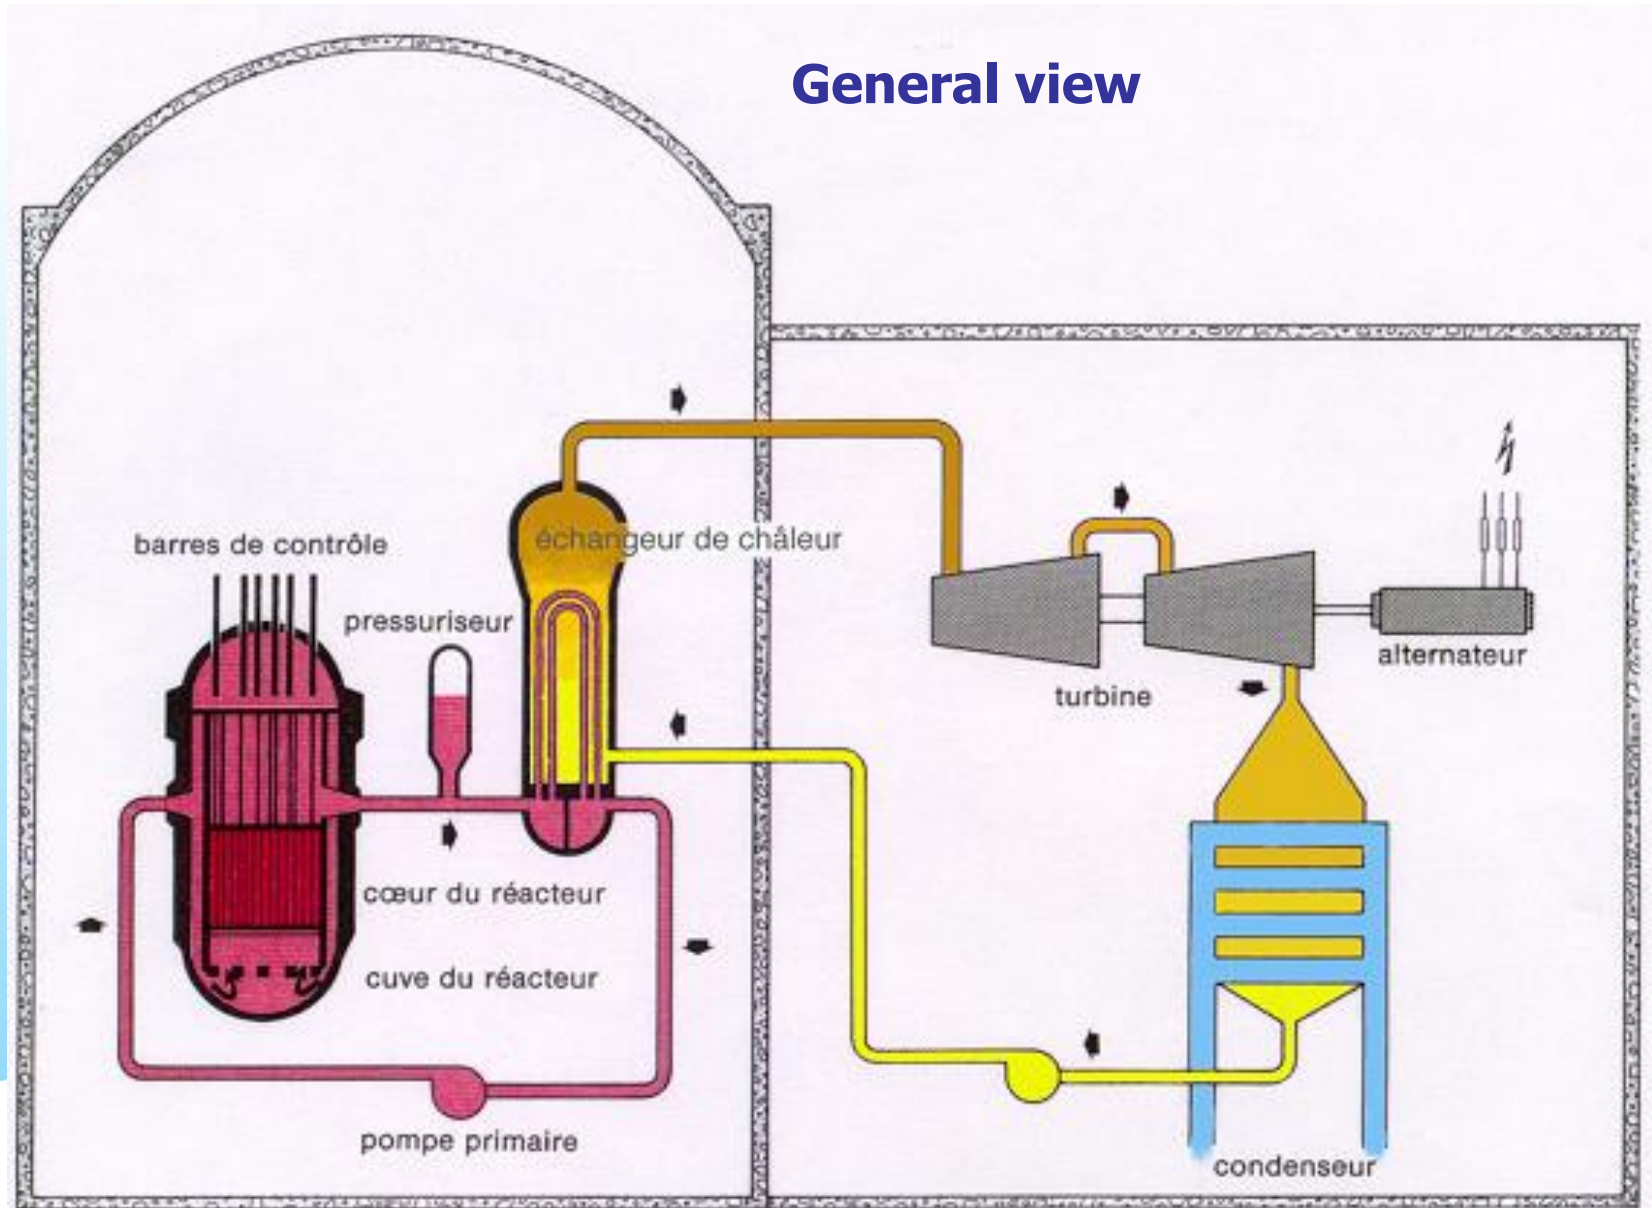 General view
échangeur de châleur
barres de contrôle
pressuriseur
alternateur
turbine
cœur du réacteur
cuve du réacteur
pompe primaire
condenseur